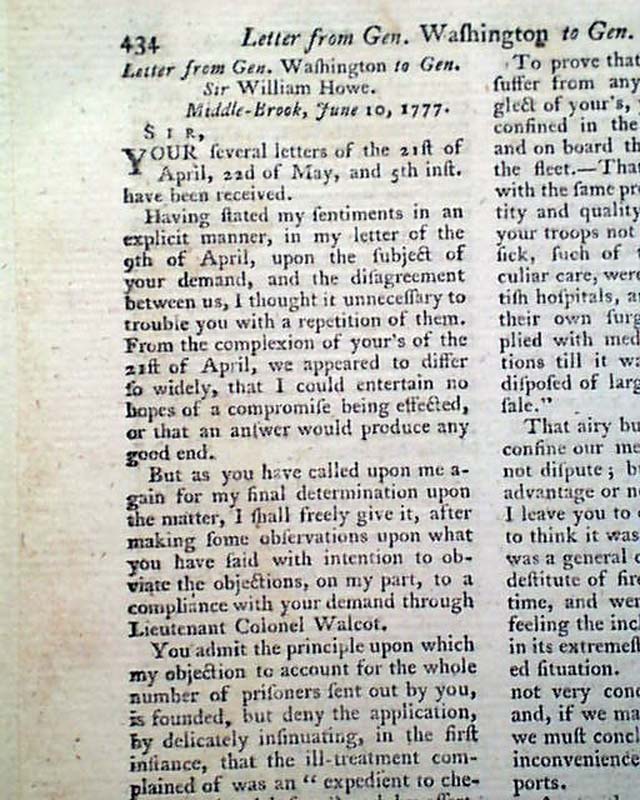 434 Letter from Gen. Waſhington to Gen.
Letter from Gen. Waſhington to Gen.
Sir William Howe.
Middle-Brook, June 10, 1777.
SIR,
YOUR ſeveral letters of the 21ſt of
April, 22d of May, and 5th inſt.
have been received.
Having ſtated my ſentiments in an
explicit manner, in my letter of the
9th of April, upon the ſubject of
your demand, and the diſagreement
between us, I thought it unneceſſary to
trouble you with a repetition of them.
From the complexion of your's of the
21ſt of April, we appeared to differ
ſo widely, that I could entertain no
hopes of a compromiſe being effected,
or that an anſwer would produce any
good end.
But as you have called upon me a-
gain for my final determination upon
the matter, I ſhall freely give it, after
making ſome obſervations upon what
you have ſaid with intention to ob-
viate the objections, on my part, to a
compliance with your demand through
Lieutenant Colonel Walcot.
You admit the principle upon which
my objection to account for the whole
number of priſoners ſent out by you,
is founded, but deny the application,
by delicately inſinuating, in the firſt
inſtance, that the ill-treatment com-
plained of was an "expedient to che-
To prove that
ſuffer from any
glect of your's,
confined in the
and on board th
the fleet.—That
with the ſame pro
tity and quality
your troops not
ſick, ſuch of
culiar care, were
tiſh hoſpitals, a
their own ſurg
plied with med
tions till it wa
diſpoſed of larg
ſale."
That airy bu
confine our me
not diſpute; b
advantage or n
I leave you to
to think it was
was a general c
deſtitute of fire
time, and wer
feeling the incl
in its extremeſt
ed ſituation.
not very conc
and, if we ma
we muſt concl
inconvenience
ports.